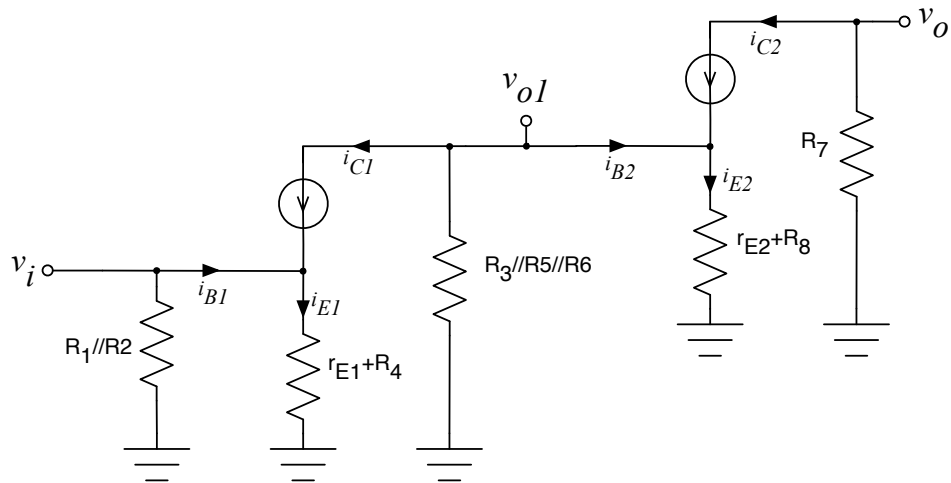 v_o
i_C2
v_o1
R_7
i_C1
i_B2
i_E2
r_E2+R_8
v_i
R_3//R5//R6
i_B1
i_E1
R_1//R2
r_E1+R_4